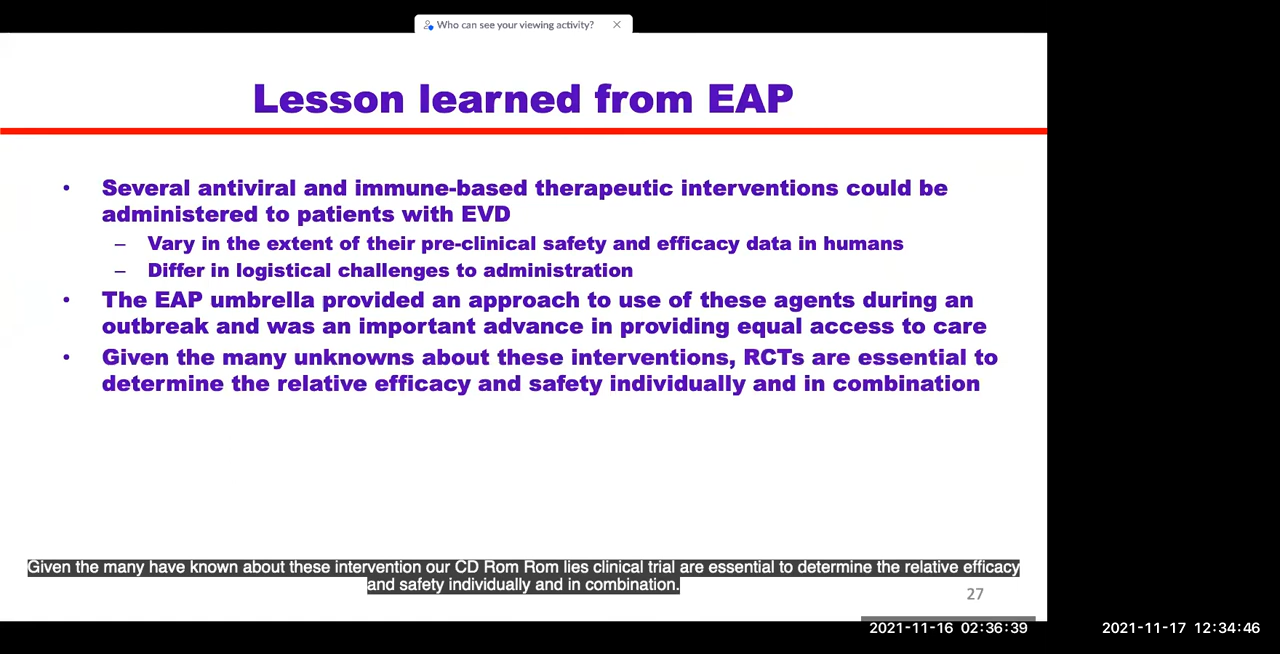 Who can see your viewing activity? ×
Lesson learned from EAP
• Several antiviral and immune-based therapeutic interventions could be
administered to patients with EVD
– Vary in the extent of their pre-clinical safety and efficacy data in humans
– Differ in logistical challenges to administration
• The EAP umbrella provided an approach to use of these agents during an
outbreak and was an important advance in providing equal access to care
• Given the many unknowns about these interventions, RCTs are essential to
determine the relative efficacy and safety individually and in combination
Given the many have known about these intervention our CD Rom Rom lies clinical trial are essential to determine the relative efficacy
and safety individually and in combination.
27
2021-11-16 02:36:39
2021-11-17 12:34:46